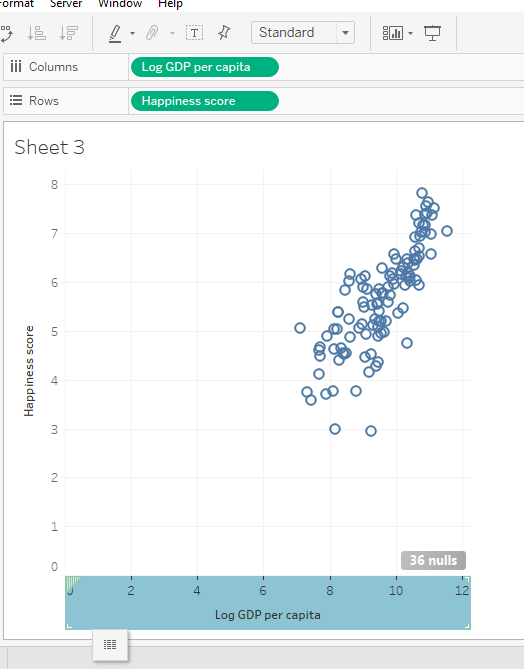 ormat Server Window Help
T Standard
Columns Log GDP per capita
Rows Happiness score
Sheet 3
8
7
6
5
4
3
2
1
0
Happiness score
36 nulls
0 2 4 6 8 10 12
Log GDP per capita